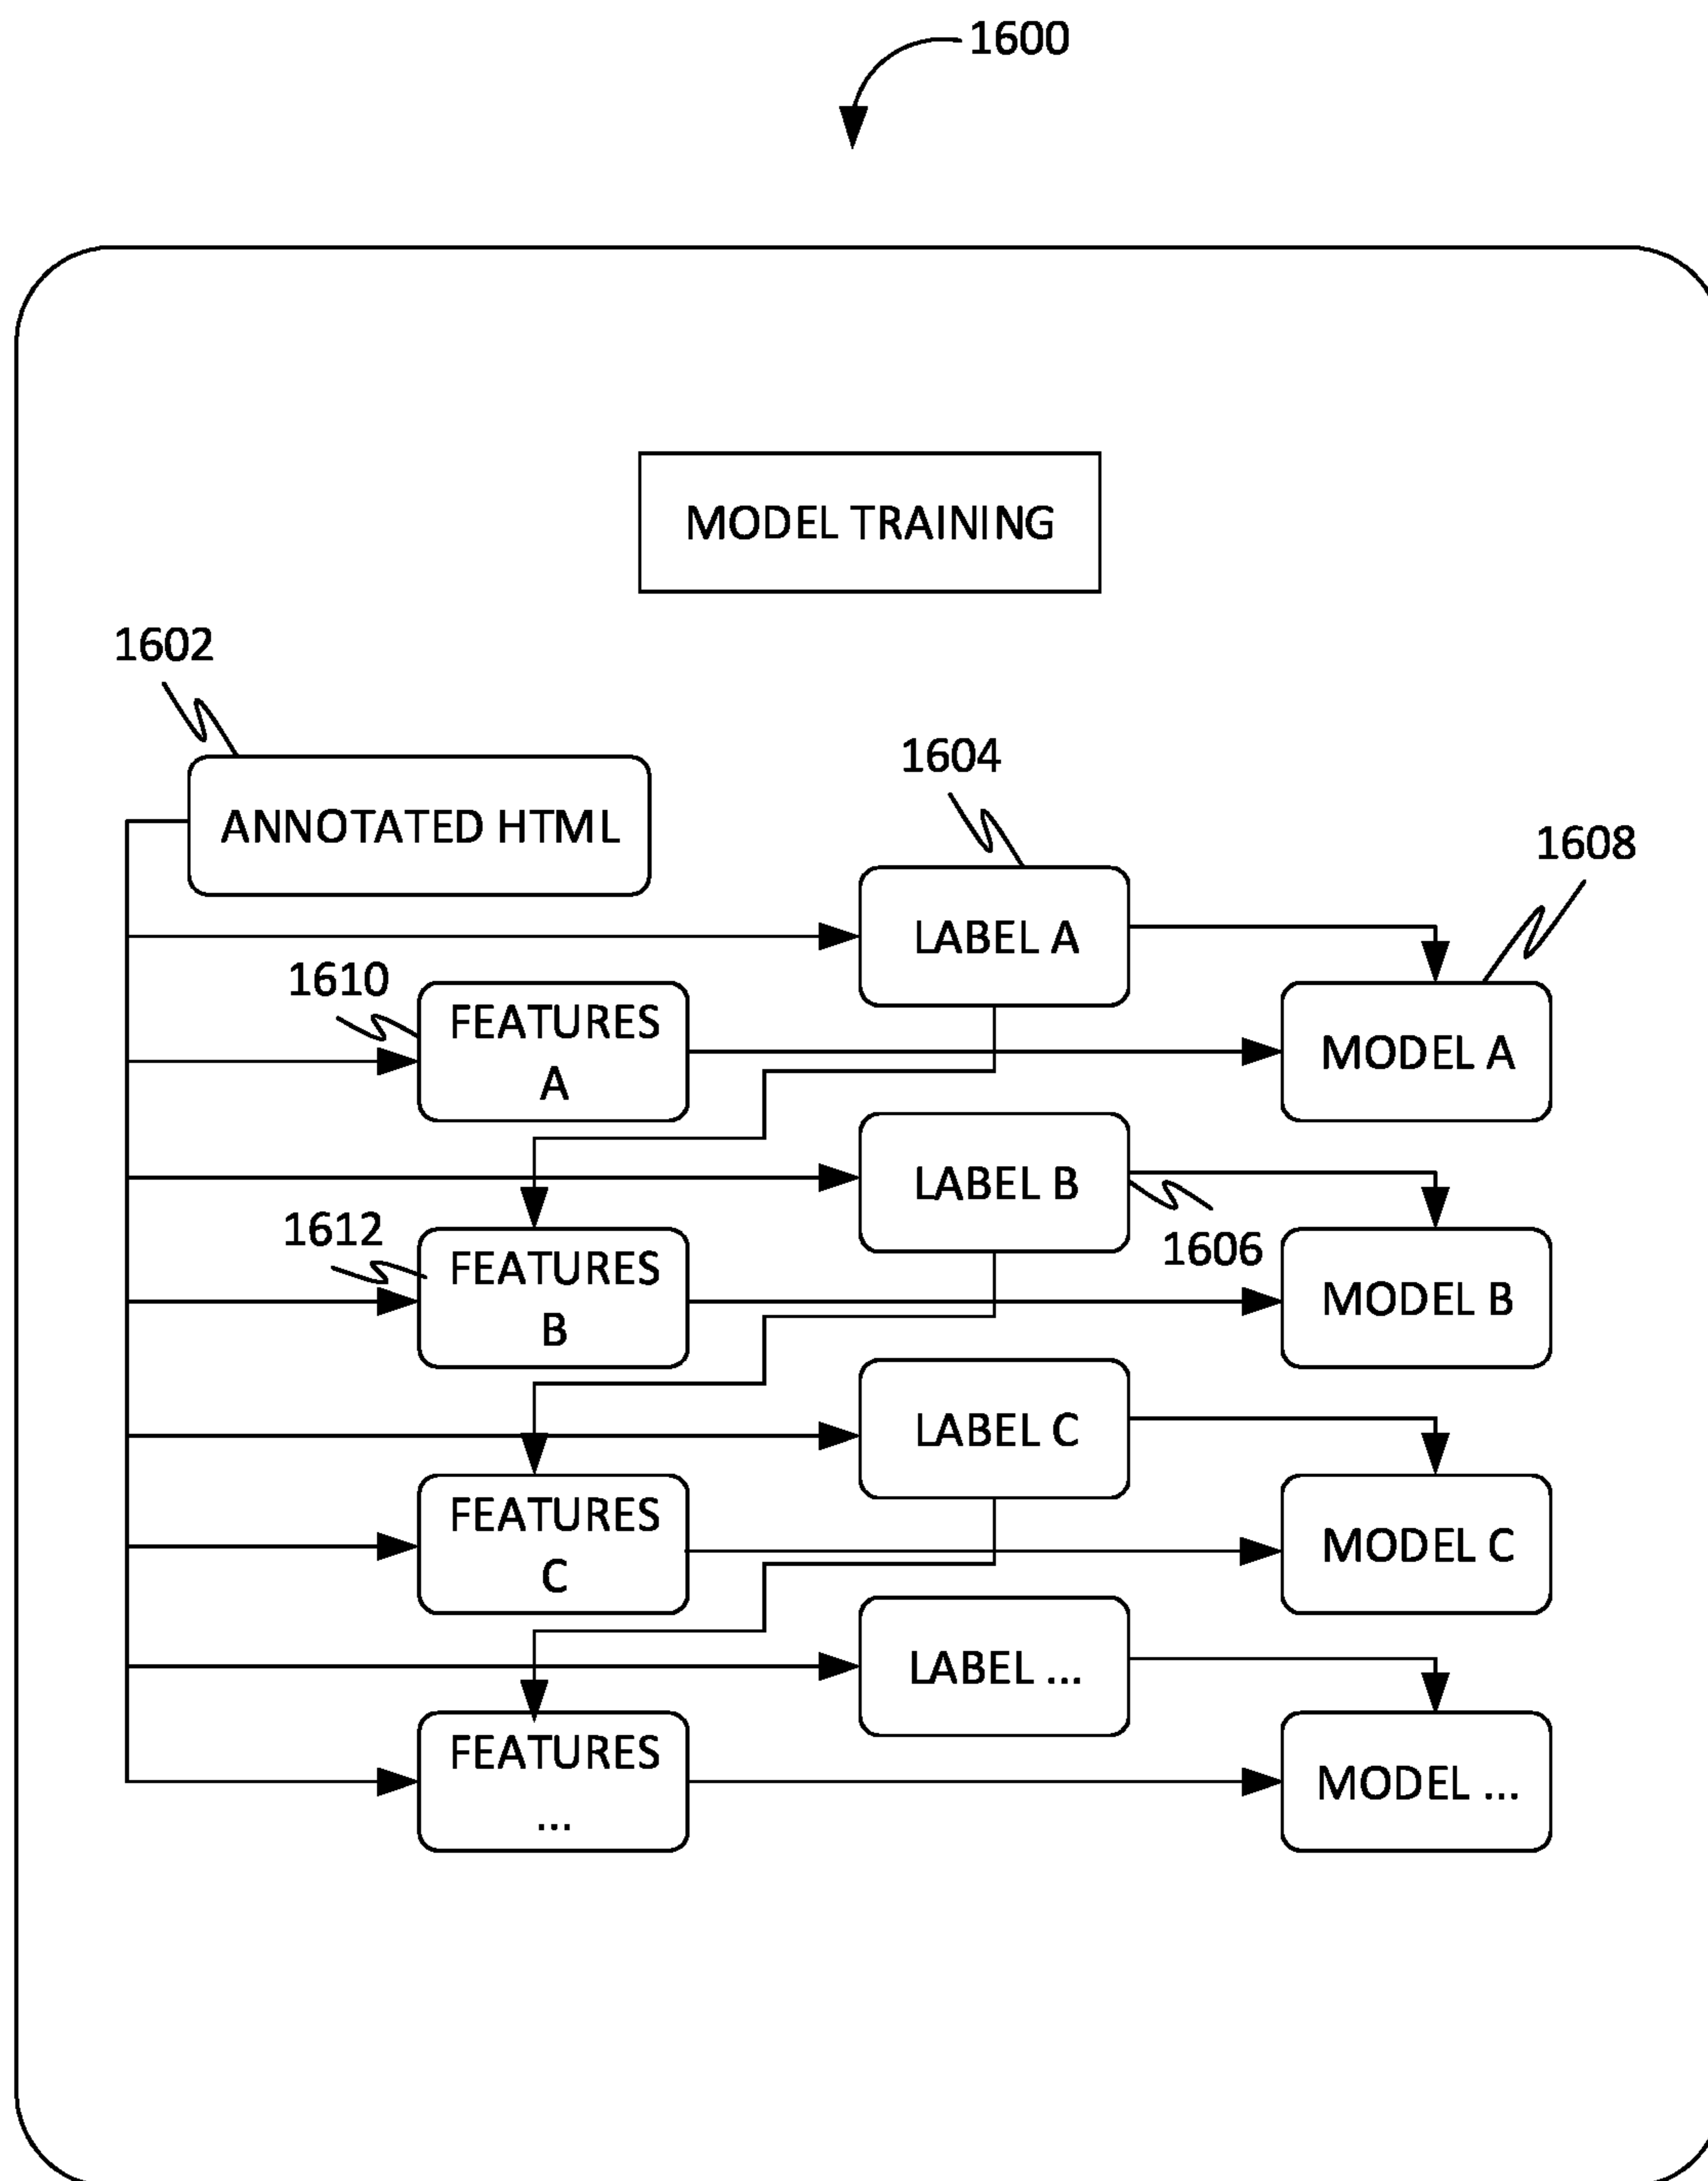 1600
MODEL TRAINING
1602
ANNOTATED HTML
1604
LABEL A
1608
1610
FEATURES
A
MODEL A
LABEL B
1606
1612
FEATURES
B
MODEL B
LABEL C
FEATURES
C
MODEL C
LABEL ...
FEATURES
...
MODEL ...